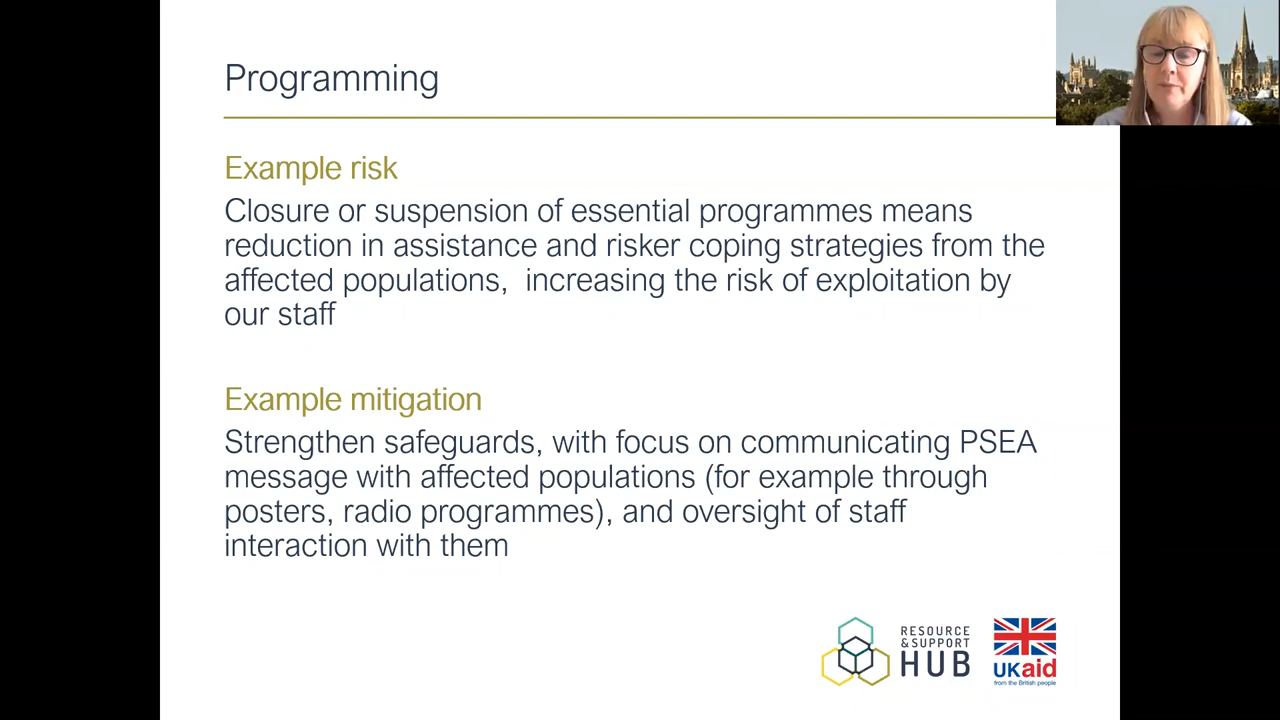 Programming
Example risk
Closure or suspension of essential programmes means
reduction in assistance and risker coping strategies from the
affected populations,  increasing the risk of exploitation by
our staff
Example mitigation
Strengthen safeguards, with focus on communicating PSEA
message with affected populations (for example through
posters, radio programmes), and oversight of staff
interaction with them
RESOURCE
&SUPPORT
HUB
UKaid
from the British people